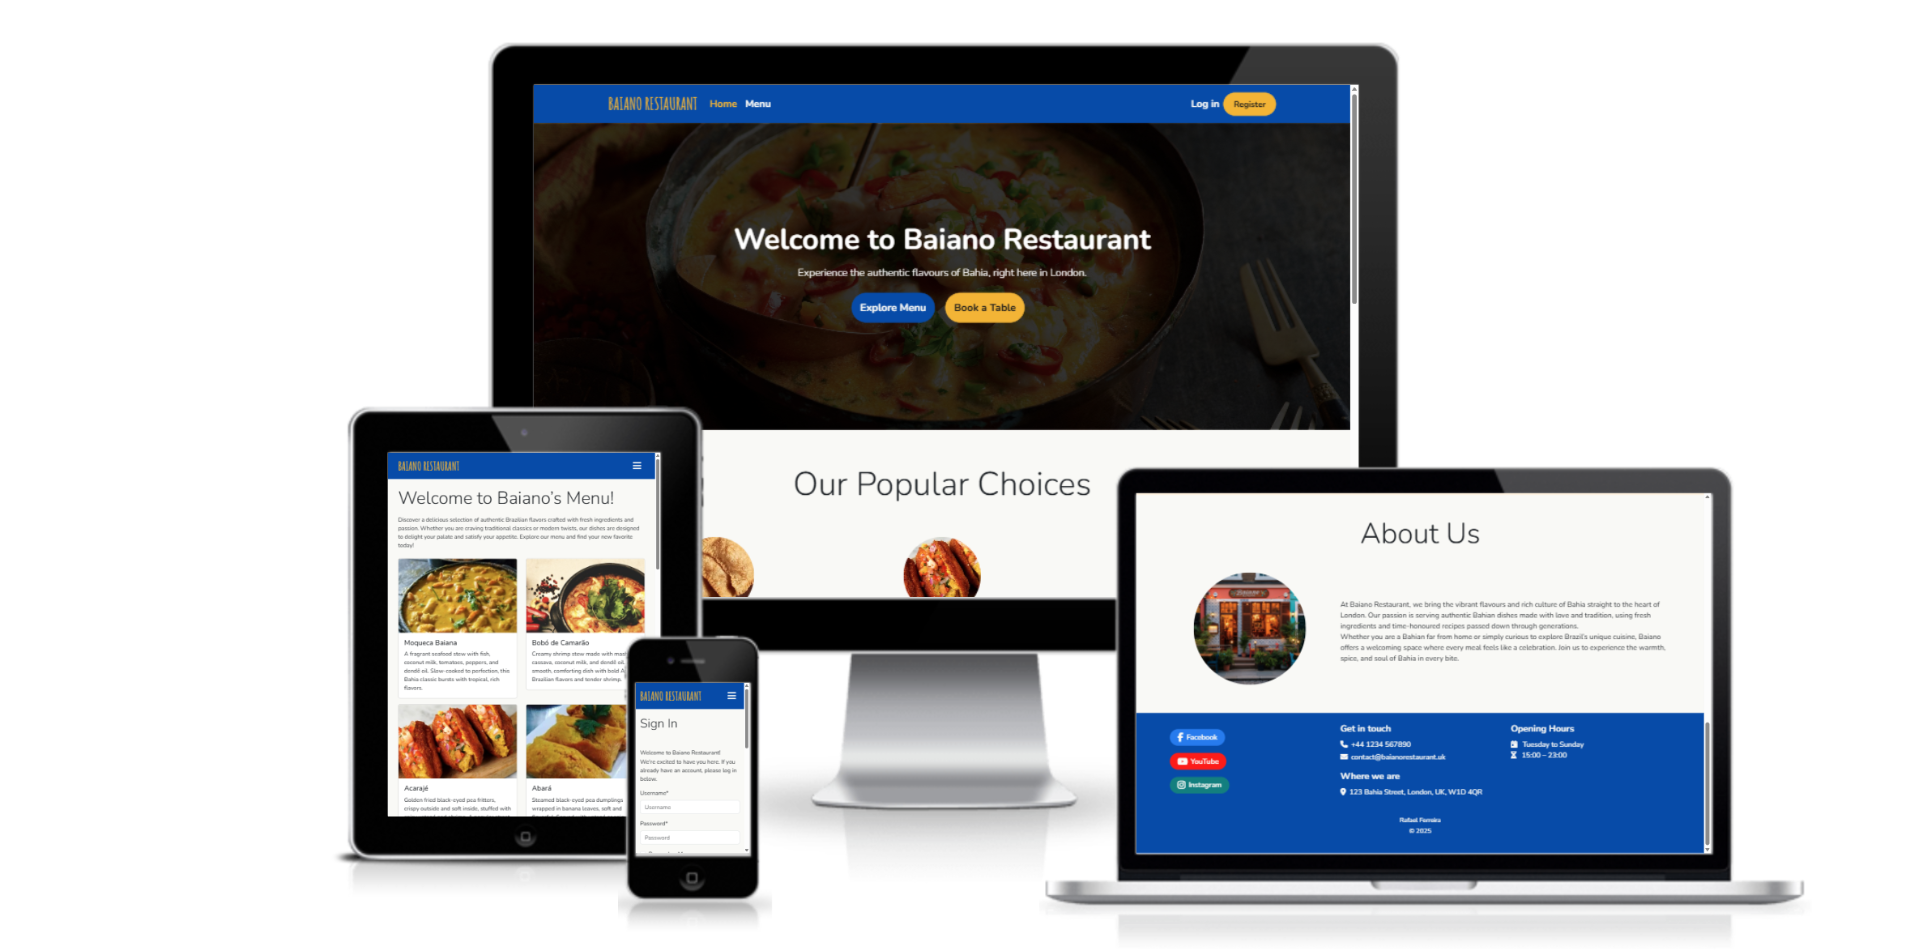 BAIANO RESTAURANT Home Menu Log in Register
Welcome to Baiano Restaurant
Experience the authentic flavours of Bahia, right here in London.
Explore Menu Book a Table
Our Popular Choices
BAIANO RESTAURANT
Welcome to Baiano's Menu!
Discover a delicious selection of authentic Brazilian flavors crafted with fresh ingredients and
passion. Whether you are craving traditional classics or modern twists, our dishes are designed
to delight your palate and satisfy your appetite. Explore our menu and find your new favorite
today!
Moqueca Baiana
A fragrant seafood stew with fish,
coconut milk, tomatoes, peppers, and
dendê oil. Slow-cooked to perfection, this
Bahia classic bursts with tropical, rich
flavors.
Bobó de Camarão
Creamy shrimp stew made with
cassava, coconut milk, and dendê oil.
smooth, comforting dish with bold
Brazilian flavors and tender shrimp.
Acarajé
Golden fried black-eyed pea fritters,
crispy outside and soft inside, stuffed with
Abará
Steamed black-eyed pea dumplings
wrapped in banana leaves, soft and
BAIANO RESTAURANT
Sign In
Welcome to Baiano Restaurant!
We're excited to have you here. If you
already have an account, please log in
below.
Username*
Username
Password*
Password
About Us
At Baiano Restaurant, we bring the vibrant flavours and rich culture of Bahia straight to the heart of
London. Our passion is serving authentic Bahian dishes made with love and tradition, using fresh
ingredients and time-honoured recipes passed down through generations.
Whether you are a Bahian far from home or simply curious to explore Brazil's unique cuisine, Baiano
offers a welcoming space where every meal feels like a celebration. Join us to experience the warmth,
spice, and soul of Bahia in every bite.
Facebook
YouTube
Instagram
Get in touch
+44 1234 567890
contact@baianorestaurant.uk
Where we are
123 Bahia Street, London, UK, W1D 4QR
Opening Hours
Tuesday to Sunday
15:00 – 23:00
Rafael
© 2025